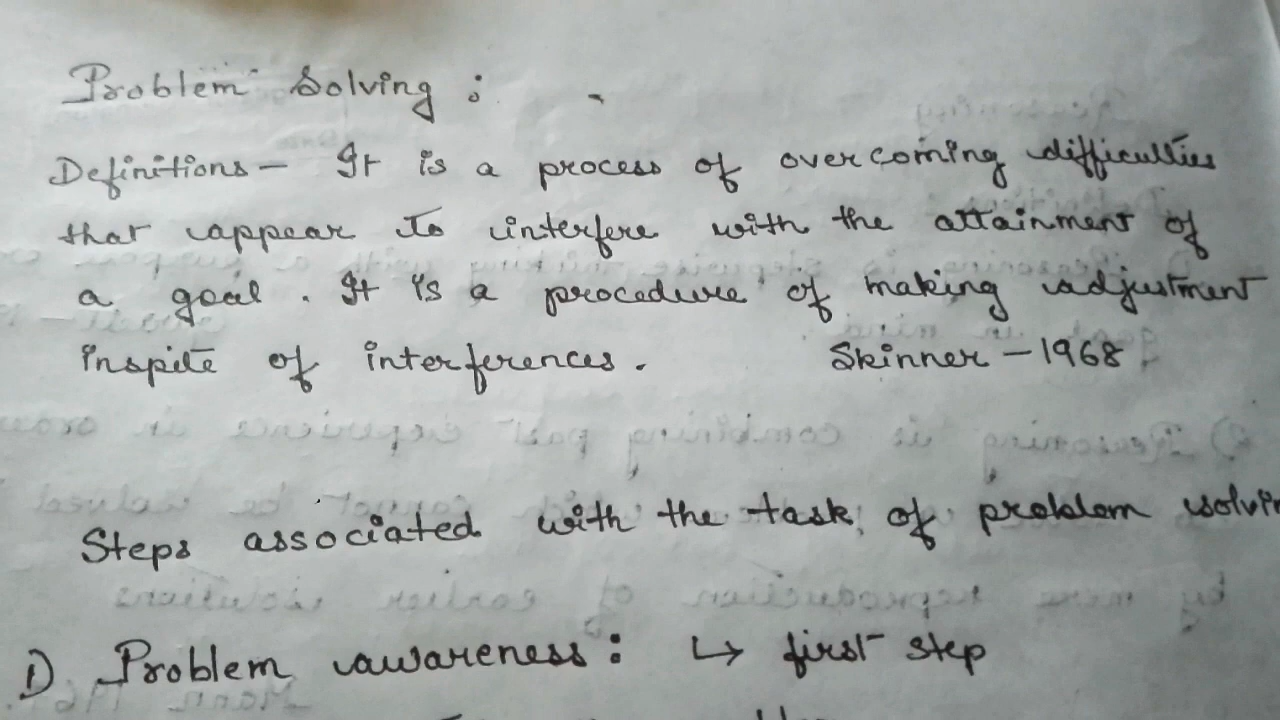 Problem Solving :
Definitions — It is a process of overcoming difficulties
that appear to interfere with the attainment of
a goal. It is a procedure of making adjustment
inspite of interferences. Skinner – 1968
Steps associated with the task of problem solvin
1) Problem awareness : ↳ first step